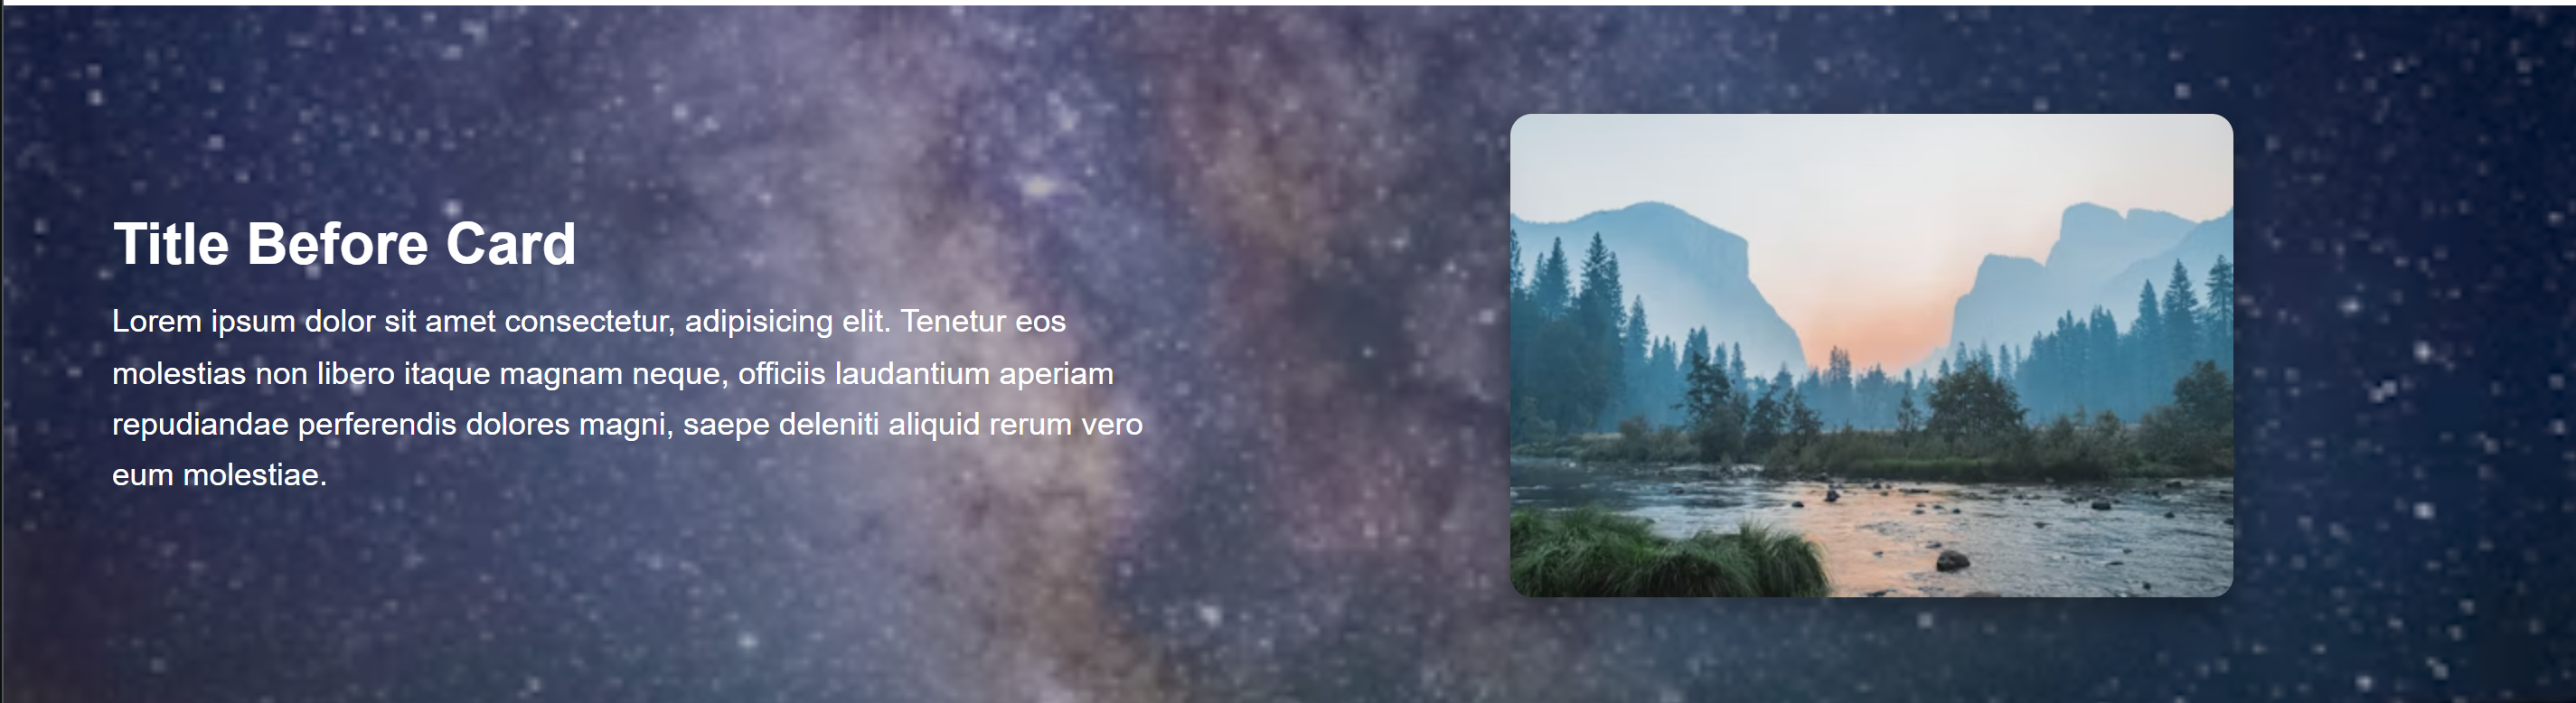 Title Before Card
Lorem ipsum dolor sit amet consectetur, adipisicing elit. Tenetur eos
molestias non libero itaque magnam neque, officiis laudantium aperiam
repudiandae perferendis dolores magni, saepe deleniti aliquid rerum vero
eum molestiae.